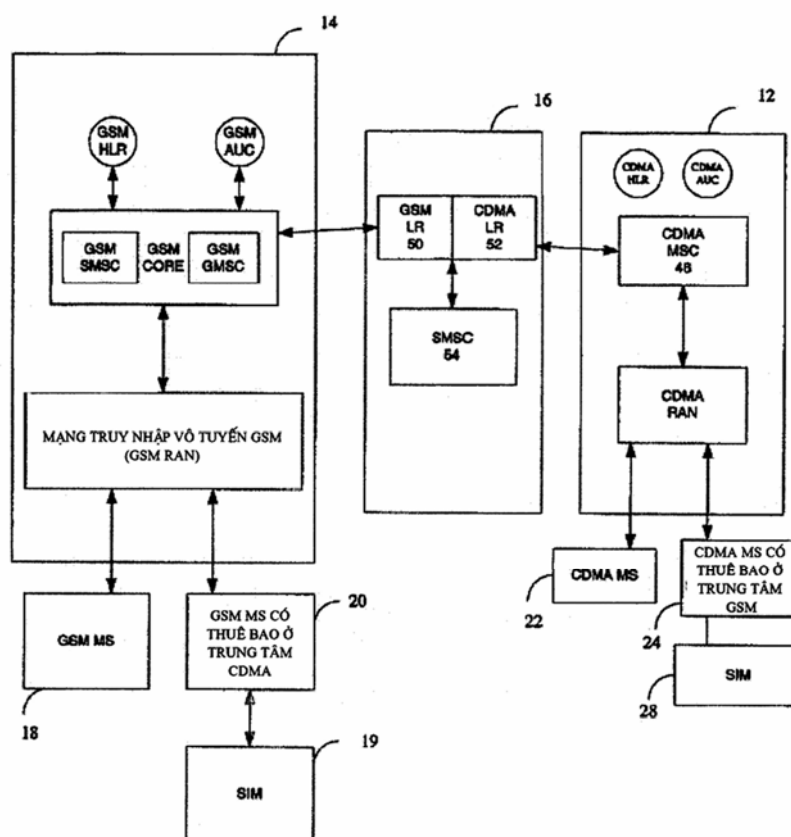 14
GSM
HLR
GSM
AUC
GSM
SMSC
GSM
CORE
GSM
GMSC
MẠNG TRUY NHẬP VÔ TUYẾN GSM
(GSM RAN)
GSM MS
18
GSM MS CÓ
THUÊ BAO Ở
TRUNG TÂM
CDMA
20
SIM
19
16
GSM
LR
50
CDMA
LR
52
SMSC
54
12
CDMA
HLR
CDMA
AUC
CDMA
MSC
48
CDMA
RAN
CDMA MS
22
CDMA MS CÓ
THUÊ BAO Ở
TRUNG TÂM
GSM
24
SIM
28